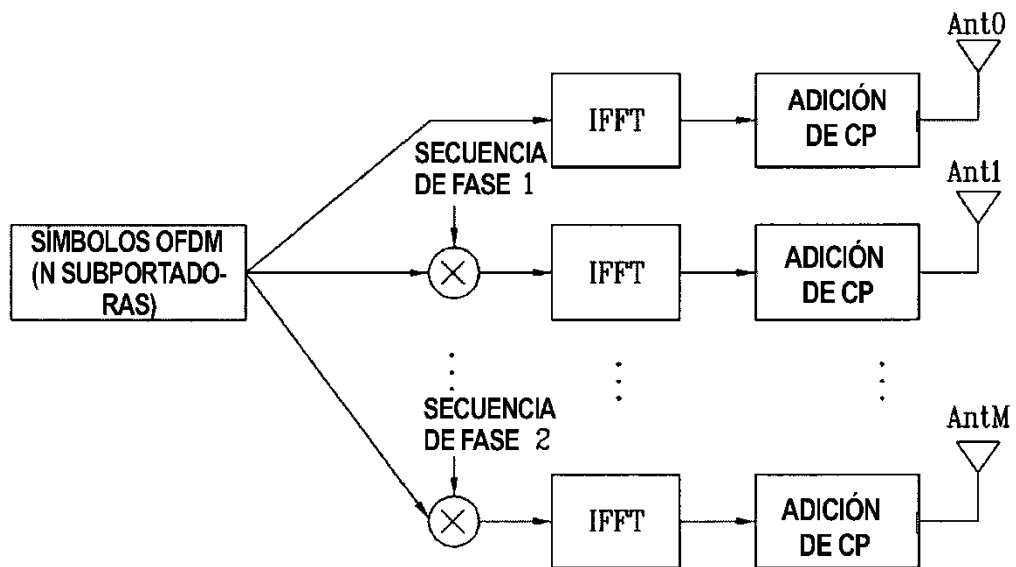 Ant0
IFFT
ADICIÓN
DE CP
SECUENCIA
DE FASE 1
Ant1
SÍMBOLOS OFDM
(N SUBPORTADO-
RAS)
IFFT
ADICIÓN
DE CP
SECUENCIA
DE FASE 2
AntM
IFFT
ADICIÓN
DE CP